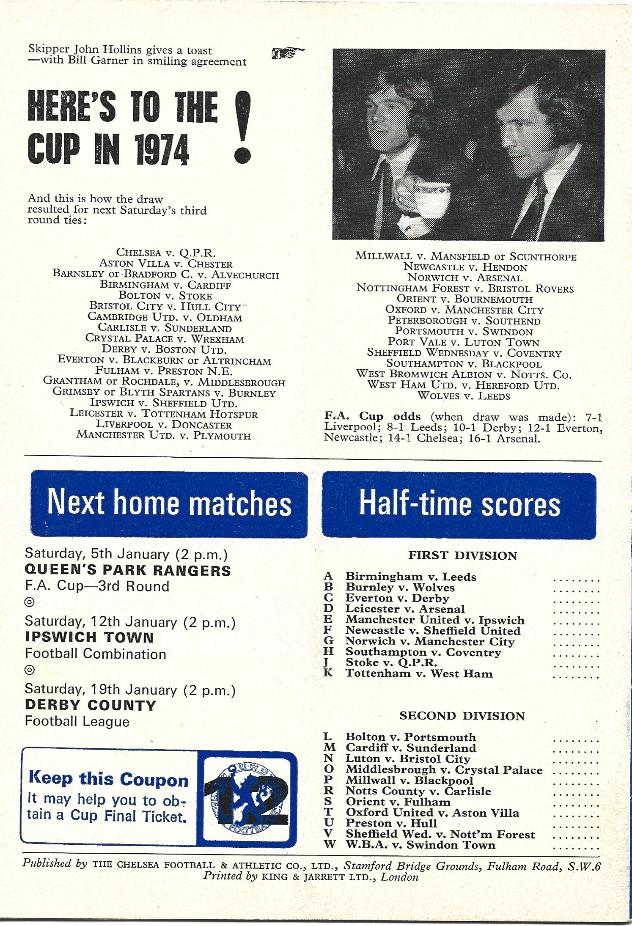 Skipper John Hollins gives a toast
—with Bill Garner in smiling agreement
HERE'S TO THE
CUP IN 1974 !
And this is how the draw
resulted for next Saturday's third
round ties:
CHELSEA v. Q.P.R.
ASTON VILLA v. CHESTER
BARNSLEY or BRADFORD C. v. ALVECHURCH
BIRMINGHAM v. CARDIFF
BOLTON v. STOKE
BRISTOL CITY v. HULL CITY
CAMBRIDGE UTD. v. OLDHAM
CARLISLE v. SUNDERLAND
CRYSTAL PALACE v. WREXHAM
DERBY v. BOSTON UTD.
EVERTON v. BLACKBURN or ALTRINCHAM
FULHAM v. PRESTON N.E.
GRANTHAM or ROCHDALE, v. MIDDLESBROUGH
GRIMSBY or BLYTH SPARTANS v. BURNLEY
IPSWICH v. SHEFFIELD UTD.
LEICESTER v. TOTTENHAM HOTSPUR
LIVERPOOL v. DONCASTER
MANCHESTER UTD. v. PLYMOUTH
MILLWALL v. MANSFIELD or SCUNTHORPE
NEWCASTLE v. HENDON
NORWICH v. ARSENAL
NOTTINGHAM FOREST v. BRISTOL ROVERS
ORIENT v. BOURNEMOUTH
OXFORD v. MANCHESTER CITY
PETERBOROUGH v. SOUTHEND
PORTSMOUTH v. SWINDON
PORT VALE v. LUTON TOWN
SHEFFIELD WEDNESDAY v. COVENTRY
SOUTHAMPTON v. BLACKPOOL
WEST BROMWICH ALBION v. NOTTS. CO.
WEST HAM UTD. v. HEREFORD UTD.
WOLVES v. LEEDS
F.A. Cup odds (when draw was made): 7-1
Liverpool; 8-1 Leeds; 10-1 Derby; 12-1 Everton,
Newcastle; 14-1 Chelsea; 16-1 Arsenal.
Next home matches
Saturday, 5th January (2 p.m.)
QUEEN'S PARK RANGERS
F.A. Cup—3rd Round
Saturday, 12th January (2 p.m.)
IPSWICH TOWN
Football Combination
Saturday, 19th January (2 p.m.)
DERBY COUNTY
Football League
Keep this Coupon
It may help you to ob-
tain a Cup Final Ticket.
12
Half-time scores
FIRST DIVISION
A Birmingham v. Leeds .......
B Burnley v. Wolves .......
C Everton v. Derby .......
D Leicester v. Arsenal .......
E Manchester United v. Ipswich .......
F Newcastle v. Sheffield United .......
G Norwich v. Manchester City .......
H Southampton v. Coventry .......
J Stoke v. Q.P.R. .......
K Tottenham v. West Ham .......
SECOND DIVISION
L Bolton v. Portsmouth .......
M Cardiff v. Sunderland .......
N Luton v. Bristol City .......
O Middlesbrough v. Crystal Palace .......
P Millwall v. Blackpool .......
R Notts County v. Carlisle .......
S Orient v. Fulham .......
T Oxford United v. Aston Villa .......
U Preston v. Hull .......
V Sheffield Wed. v. Nott'm Forest .......
W W.B.A. v. Swindon Town .......
Published by THE CHELSEA FOOTBALL & ATHLETIC CO., LTD., Stamford Bridge Grounds, Fulham Road, S.W.6
Printed by KING & JARRETT LTD., London